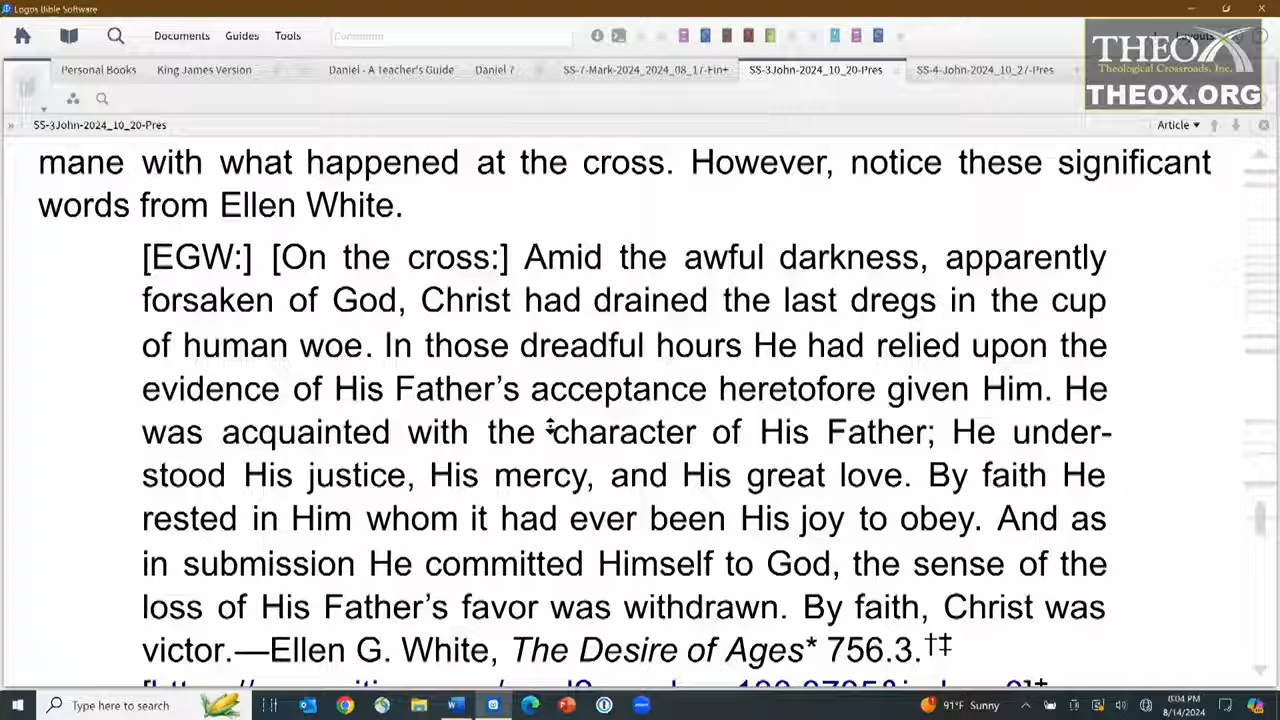 Logos Bible Software
Documents Guides Tools Command
Personal Books King James Version SS-7-Mark-2024_2024_08_17-Fin+ SS-3John-2024_10_20-Pres SS-4-John-2024_10_27-Pres
THEOX
Theological Crossroads, Inc.
THEOX.ORG
» SS-3John-2024_10_20-Pres Article
mane with what happened at the cross. However, notice these significant
words from Ellen White.
[EGW:] [On the cross:] Amid the awful darkness, apparently
forsaken of God, Christ had drained the last dregs in the cup
of human woe. In those dreadful hours He had relied upon the
evidence of His Father’s acceptance heretofore given Him. He
was acquainted with the character of His Father; He under-
stood His justice, His mercy, and His great love. By faith He
rested in Him whom it had ever been His joy to obey. And as
in submission He committed Himself to God, the sense of the
loss of His Father’s favor was withdrawn. By faith, Christ was
victor.—Ellen G. White, The Desire of Ages* 756.3.†‡
Type here to search
91°F Sunny
8:04 PM
8/14/2024